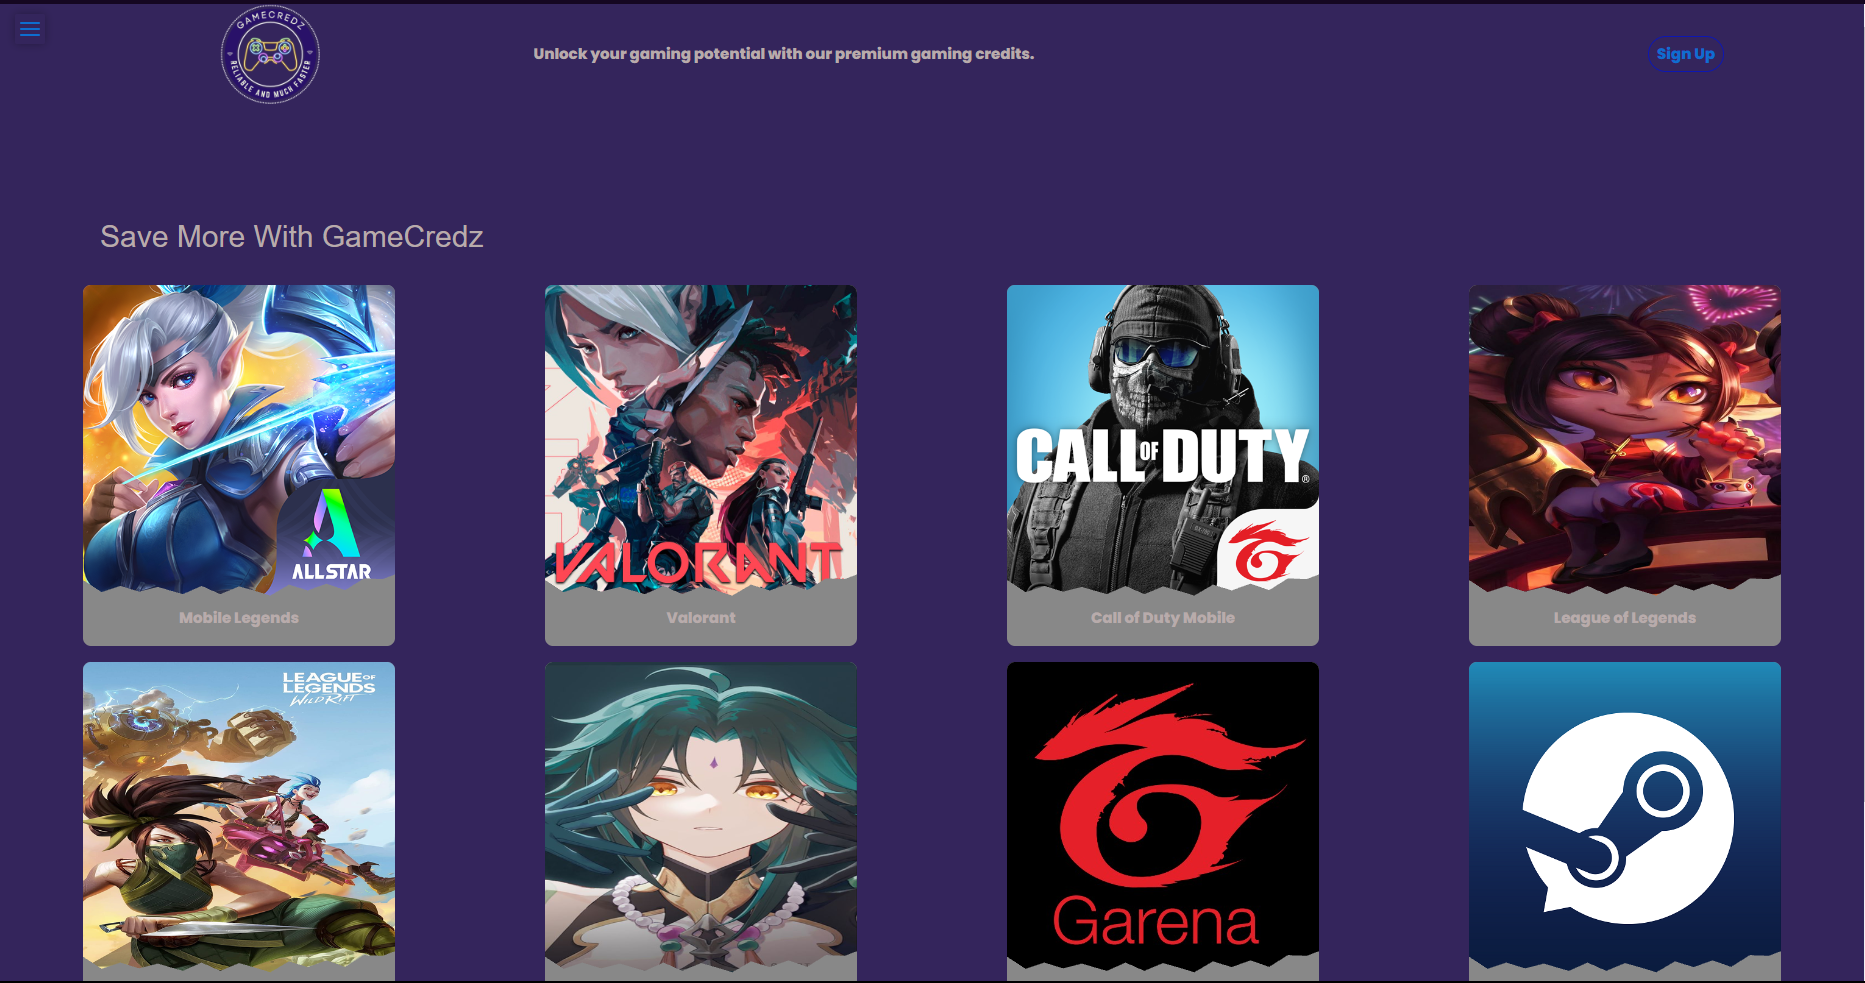 GAMECREDZ
RELIABLE AND MUCH FASTER
Unlock your gaming potential with our premium gaming credits.
Sign Up
Save More With GameCredz
ALLSTAR
VALORANT
CALL OF DUTY®
Mobile Legends
Valorant
Call of Duty Mobile
League of Legends
LEAGUE OF
LEGENDS
WILD RIFT
Garena